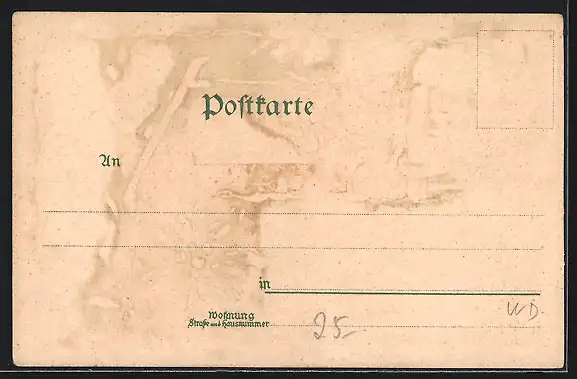 Postkarte
An
in
Wohnung
Straße und Hausnummer
25-
WD.